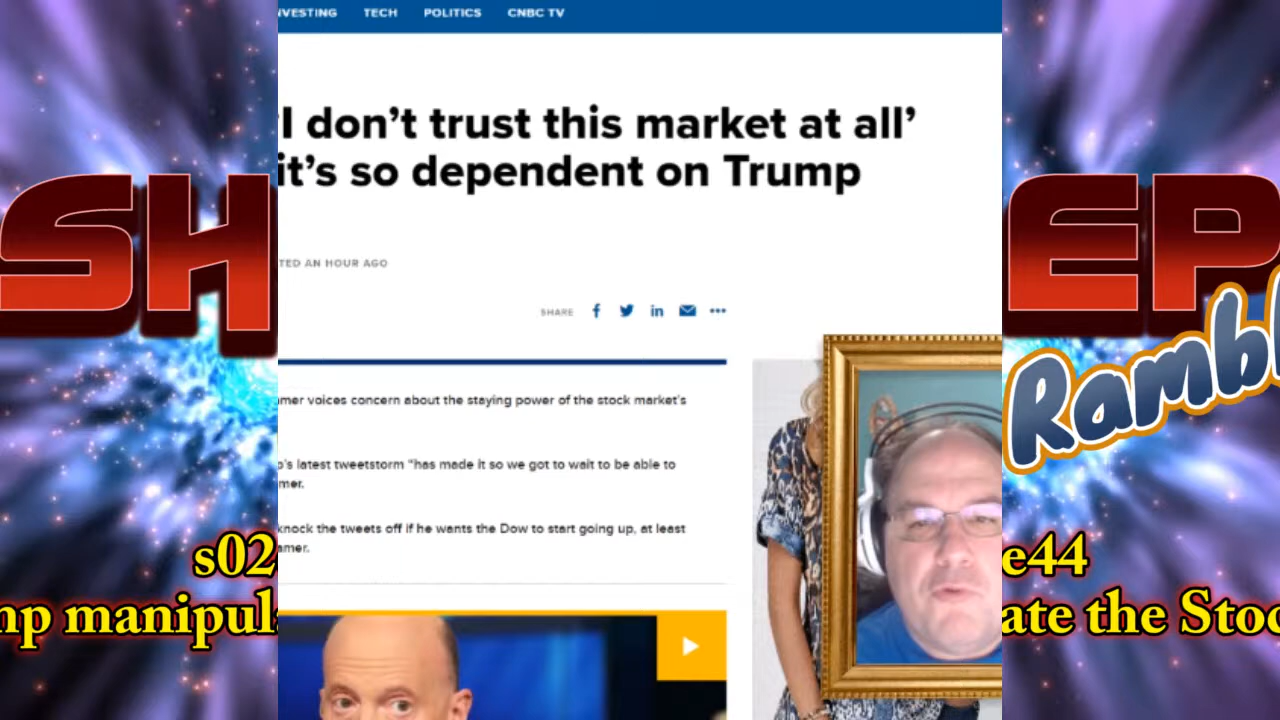 NVESTING TECH POLITICS CNBC TV
'I don't trust this market at all'
it's so dependent on Trump
TED AN HOUR AGO
SHARE
SH
EP
Rambl
mer voices concern about the staying power of the stock market's
o's latest tweetstorm "has made it so we got to wait to be able to
mer.
knock the tweets off if he wants the Dow to start going up, at least
amer.
s02
e44
mp manipul
ate the Stoc